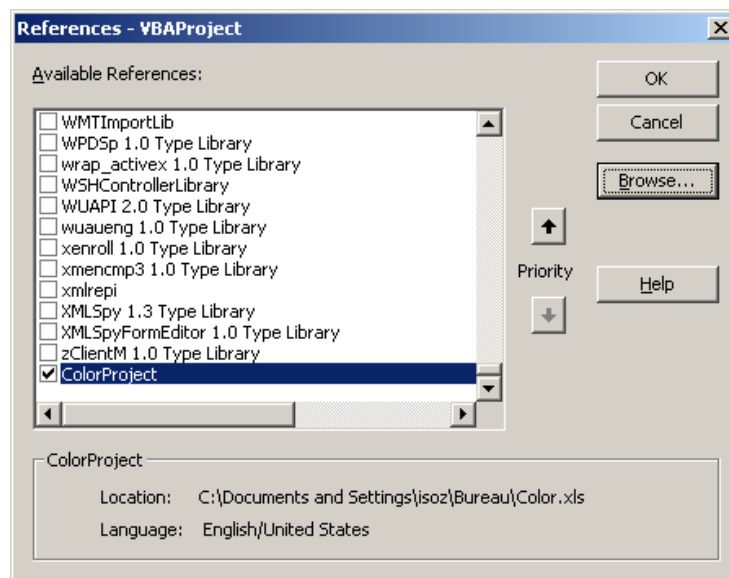 References - VBAProject
Available References:
WMTImportLib
WPDSp 1.0 Type Library
wrap_activex 1.0 Type Library
WSHControllerLibrary
WUAPI 2.0 Type Library
wuaueng 1.0 Type Library
xenroll 1.0 Type Library
xmencmp3 1.0 Type Library
xmlrepi
XMLSpy 1.3 Type Library
XMLSpyFormEditor 1.0 Type Library
zClientM 1.0 Type Library
ColorProject
OK
Cancel
Browse...
Priority
Help
ColorProject
Location: C:\Documents and Settings\isoz\Bureau\Color.xls
Language: English/United States